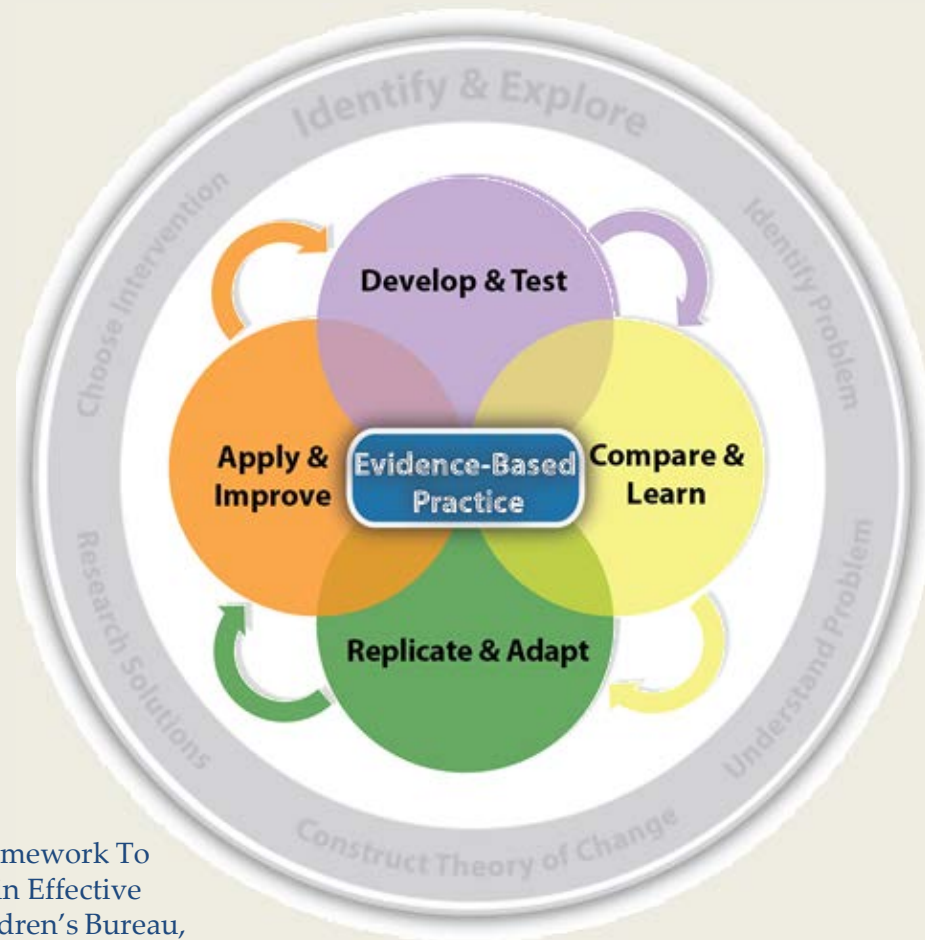 Identify & Explore
Identify Problem
Understand Problem
Construct Theory of Change
Research Solutions
Choose Intervention
Develop & Test
Compare &
Learn
Replicate & Adapt
Apply &
Improve
Evidence-Based
Practice
mework To
n Effective
dren's Bureau,